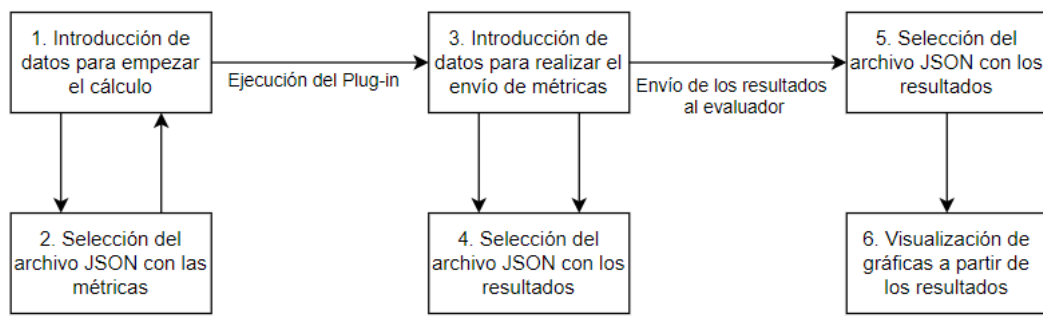 1. Introducción de
datos para empezar
el cálculo
Ejecución del Plug-in
3. Introducción de
datos para realizar el
envío de métricas
Envío de los resultados
al evaluador
5. Selección del
archivo JSON con los
resultados
2. Selección del
archivo JSON con las
métricas
4. Selección del
archivo JSON con los
resultados
6. Visualización de
gráficas a partir de
los resultados